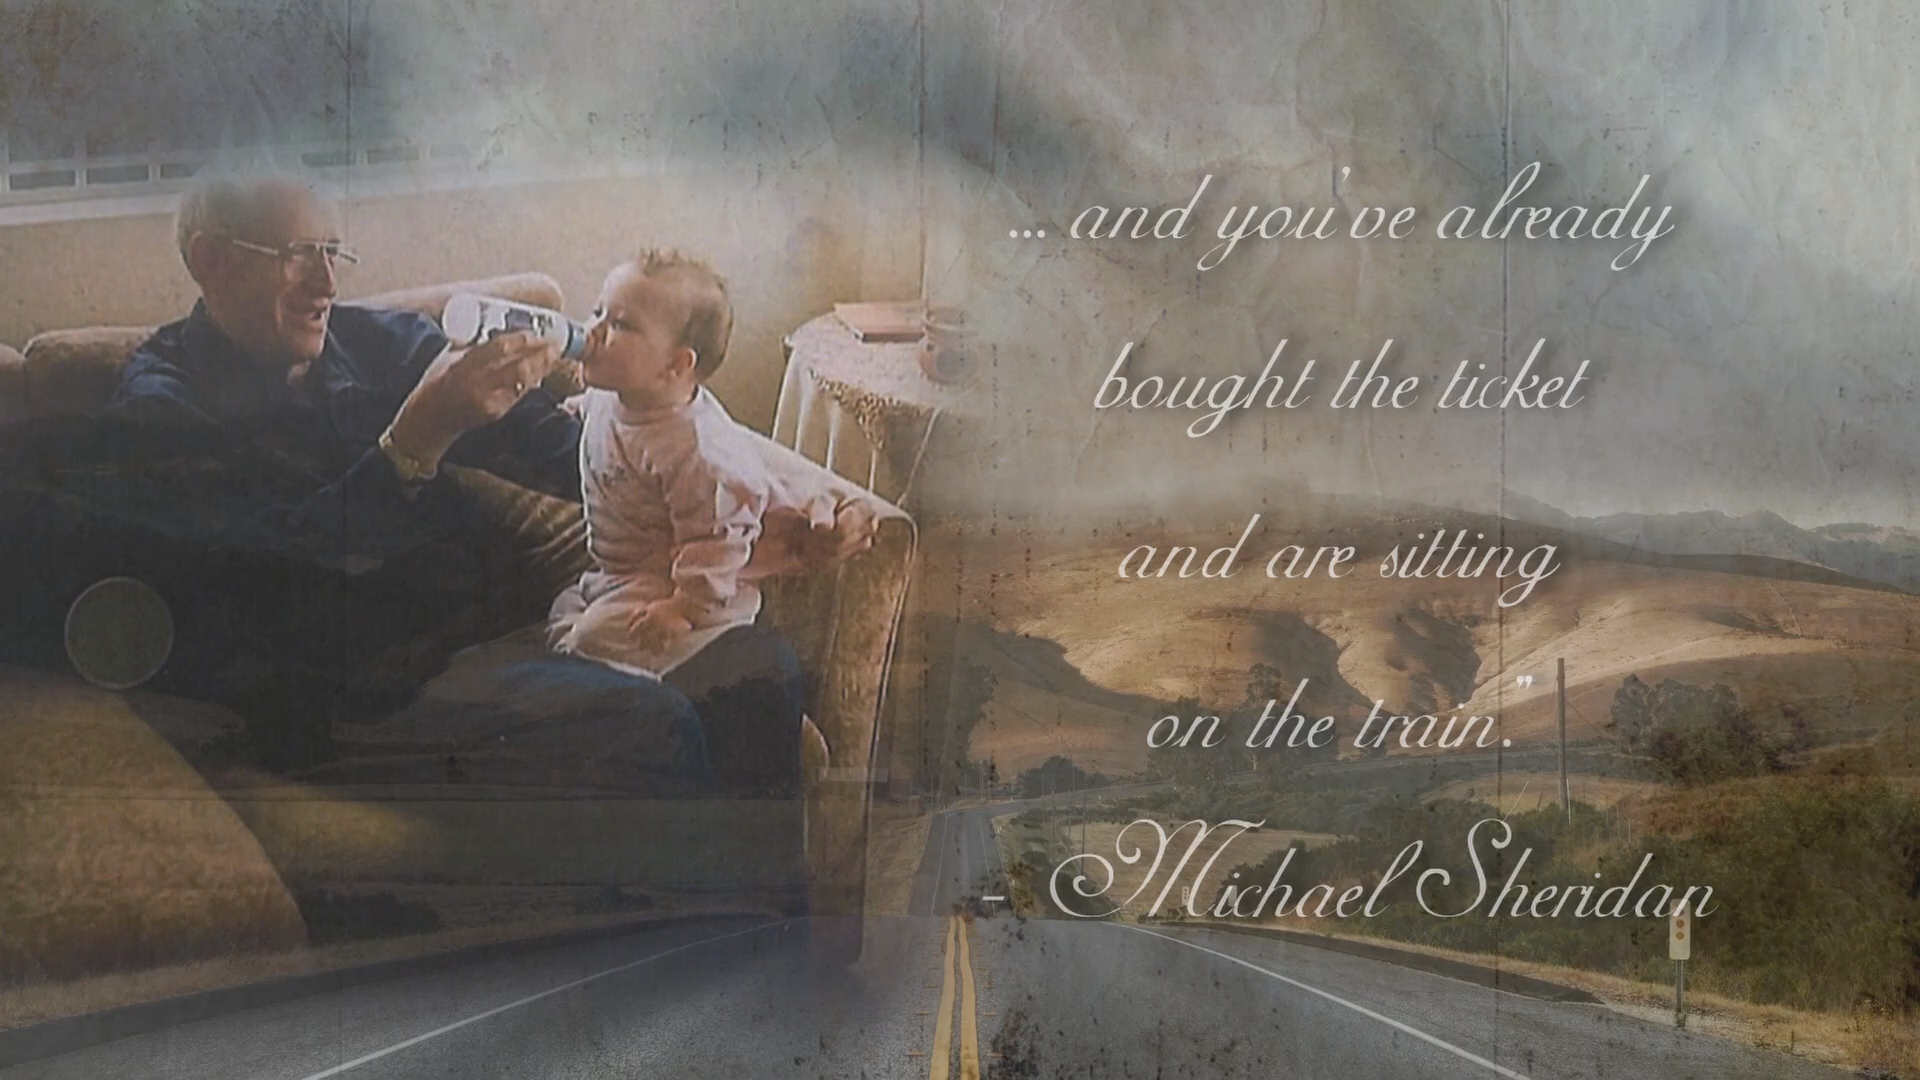 ... and you've already
bought the ticket
and are sitting
on the train."
- Michael Sheridan